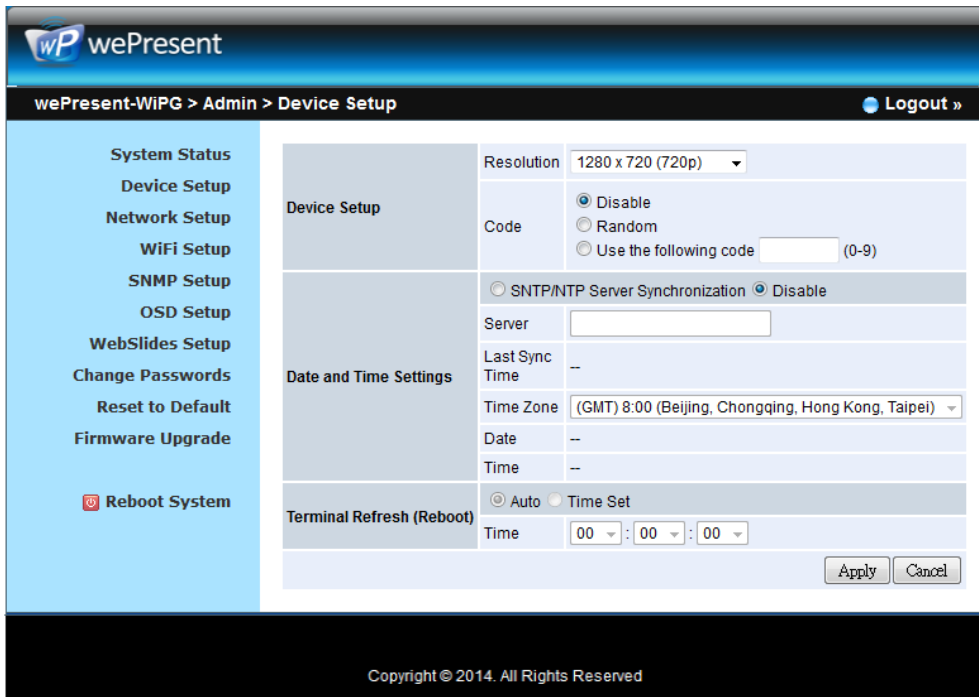 wP wePresent
wePresent-WiPG > Admin > Device Setup
Logout »
System Status
Device Setup
Network Setup
WiFi Setup
SNMP Setup
OSD Setup
WebSlides Setup
Change Passwords
Reset to Default
Firmware Upgrade
Reboot System
Device Setup
Resolution 1280 x 720 (720p)
Code
Disable
Random
Use the following code (0-9)
Date and Time Settings
SNTP/NTP Server Synchronization Disable
Server
Last Sync
Time --
Time Zone (GMT) 8:00 (Beijing, Chongqing, Hong Kong, Taipei)
Date --
Time --
Terminal Refresh (Reboot)
Auto Time Set
Time 00 : 00 : 00
Apply Cancel
Copyright © 2014. All Rights Reserved